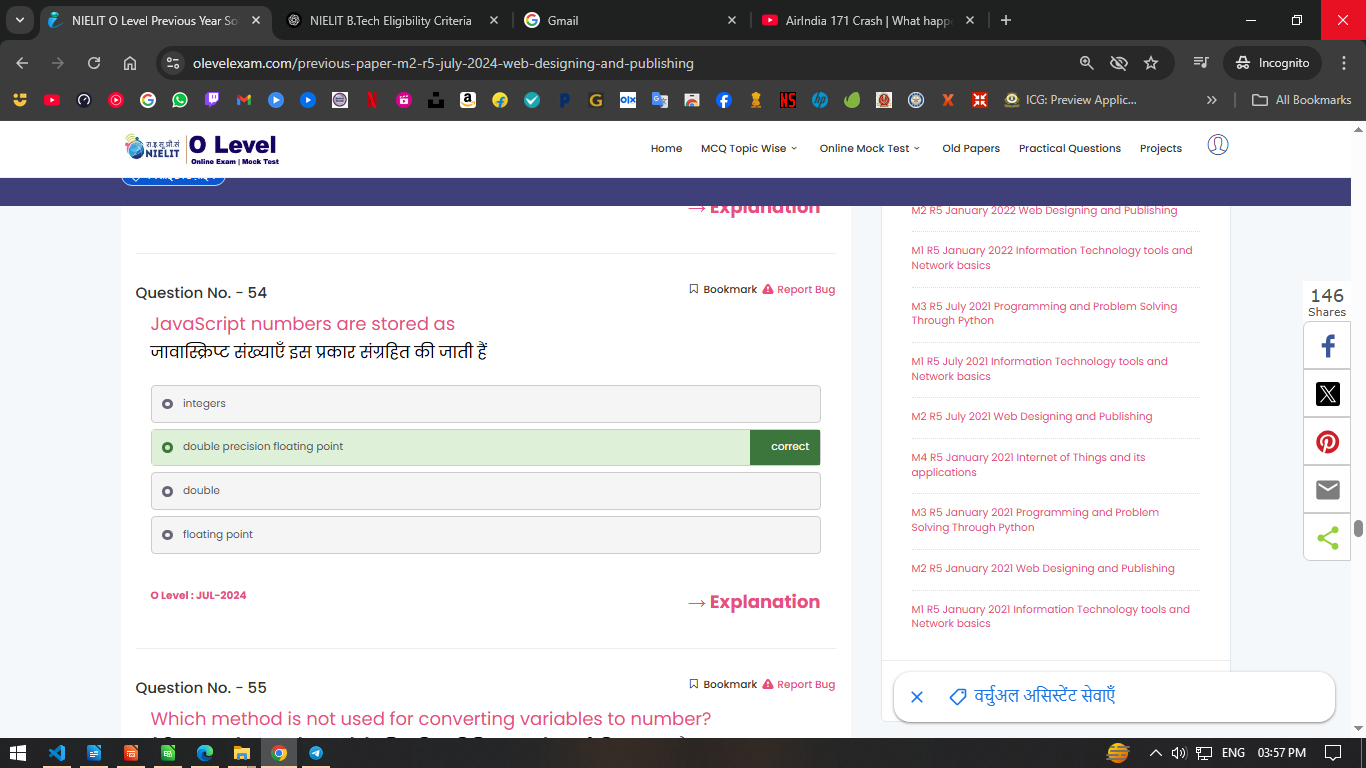 NIELIT O Level Previous Year So
NIELIT B.Tech Eligibility Criteria
Gmail
AirIndia 171 Crash | What happe
olevelexam.com/previous-paper-m2-r5-july-2024-web-designing-and-publishing
Incognito
ICG: Preview Applic...
All Bookmarks
रा.इ.सू.प्रौ.सं
NIELIT
O Level
Online Exam | Mock Test
Home
MCQ Topic Wise
Online Mock Test
Old Papers
Practical Questions
Projects
→ Explanation
Question No. - 54
Bookmark
Report Bug
JavaScript numbers are stored as
जावास्क्रिप्ट संख्याएँ इस प्रकार संग्रहित की जाती हैं
integers
double precision floating point
correct
double
floating point
O Level : JUL-2024
→ Explanation
Question No. - 55
Bookmark
Report Bug
Which method is not used for converting variables to number?
M2 R5 January 2022 Web Designing and Publishing
M1 R5 January 2022 Information Technology tools and
Network basics
M3 R5 July 2021 Programming and Problem Solving
Through Python
M1 R5 July 2021 Information Technology tools and
Network basics
M2 R5 July 2021 Web Designing and Publishing
M4 R5 January 2021 Internet of Things and its
applications
M3 R5 January 2021 Programming and Problem
Solving Through Python
M2 R5 January 2021 Web Designing and Publishing
M1 R5 January 2021 Information Technology tools and
Network basics
146
Shares
वर्चुअल असिस्टेंट सेवाएँ
ENG
03:57 PM